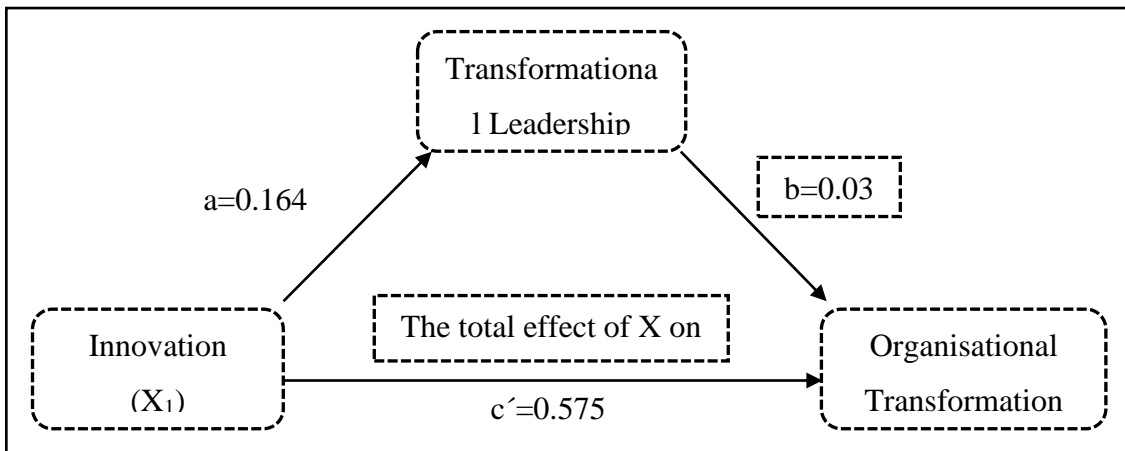 Transformationa
l Leadership
a=0.164
b=0.03
The total effect of X on
Innovation
(X₁)
c´=0.575
Organisational
Transformation